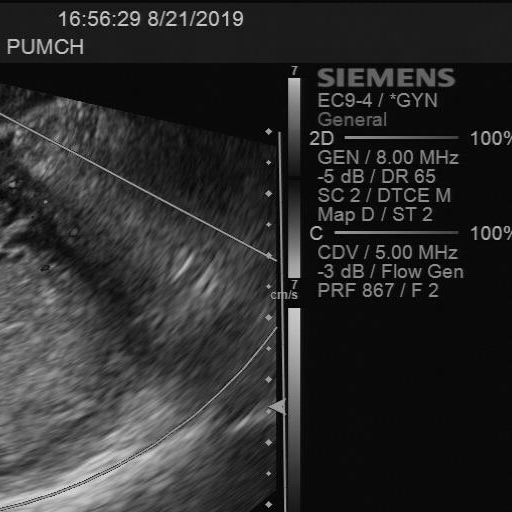 16:56:29 8/21/2019
PUMCH
7
SIEMENS
EC9-4 / *GYN
General
2D 100%
GEN / 8.00 MHz
-5 dB / DR 65
SC 2 / DTCE M
Map D / ST 2
C 100%
CDV / 5.00 MHz
-3 dB / Flow Gen
7
cm/s
PRF 867 / F 2